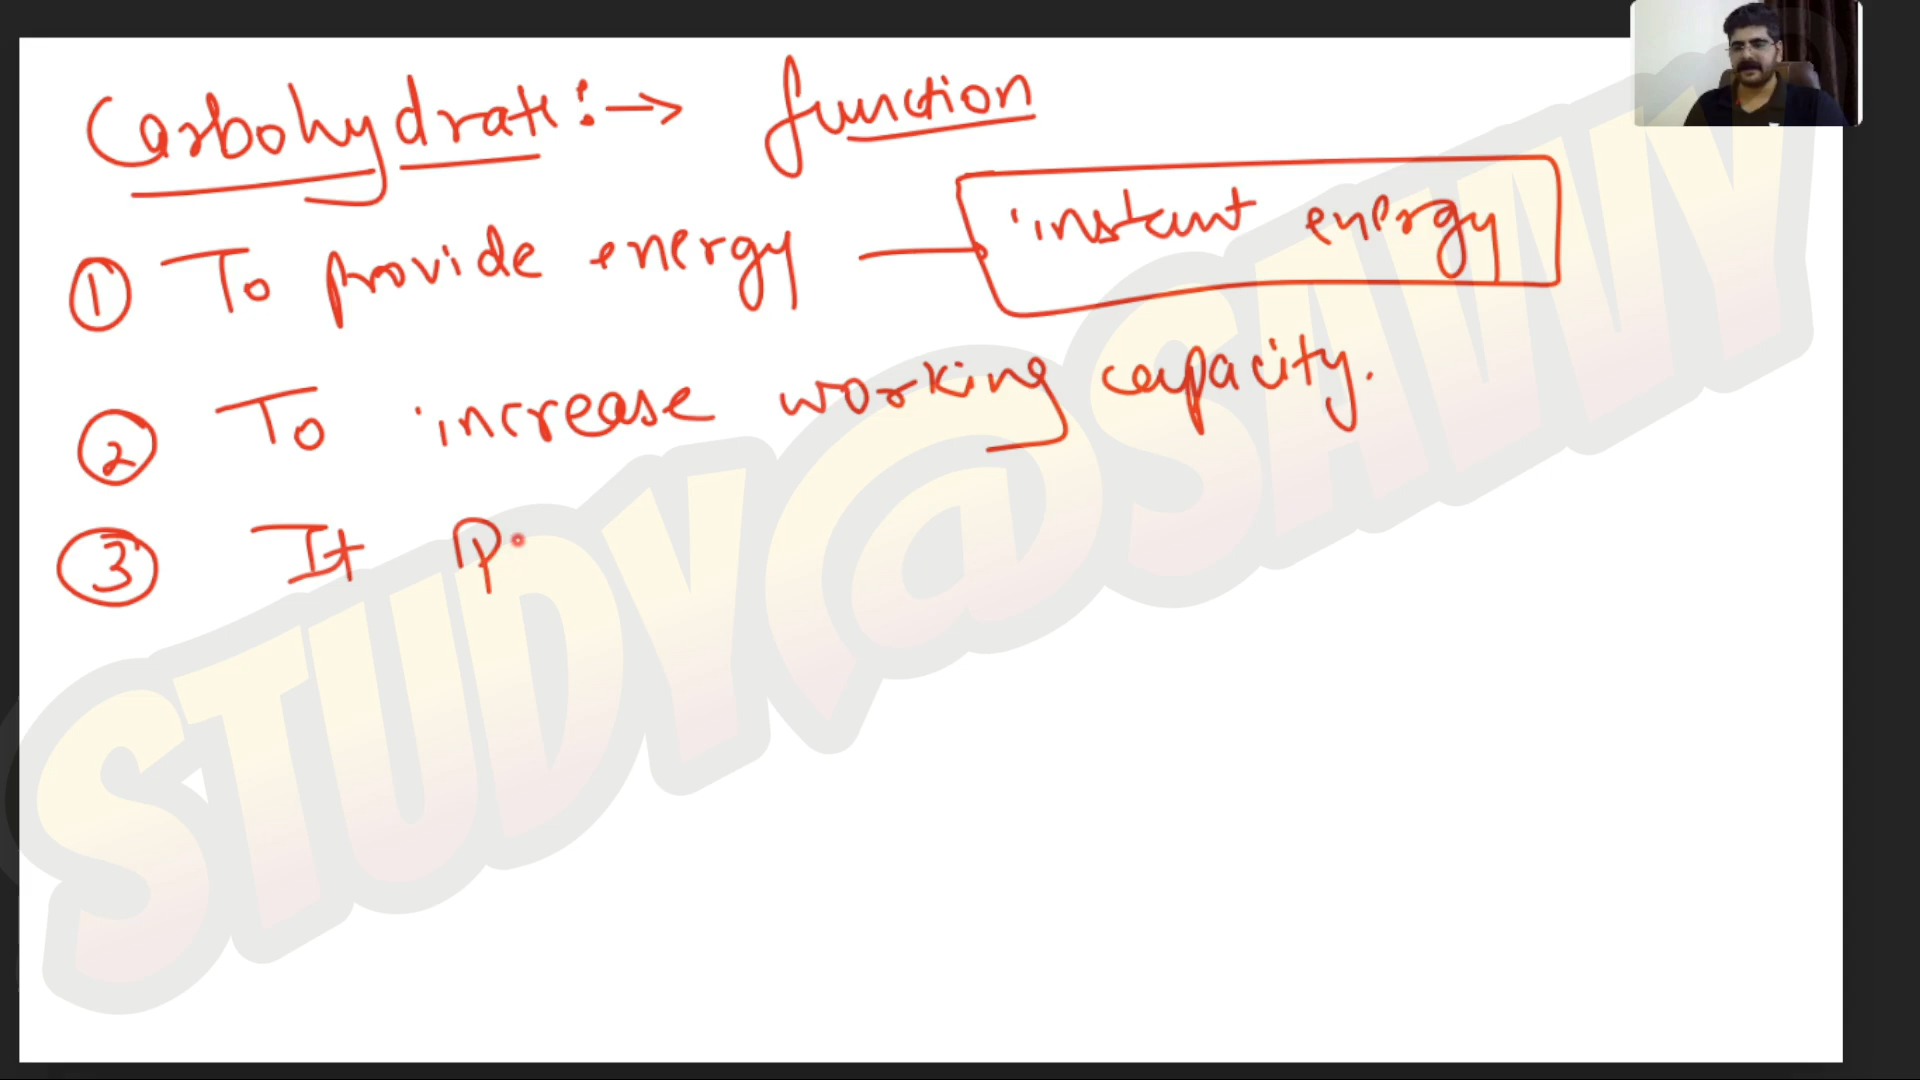 Carbohydrate :→ function
① To provide energy — instant energy
② To increase working capacity.
③ It P
STUDY@SAVVY